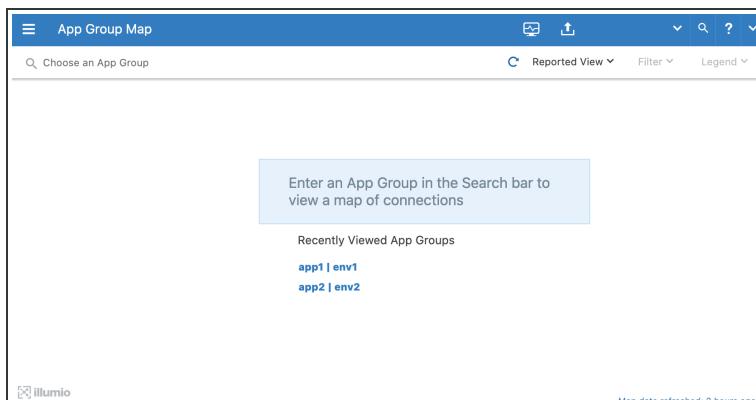 App Group Map
?
Choose an App Group
Reported View
Filter
Legend
Enter an App Group in the Search bar to
view a map of connections
Recently Viewed App Groups
app1 | env1
app2 | env2
illumio